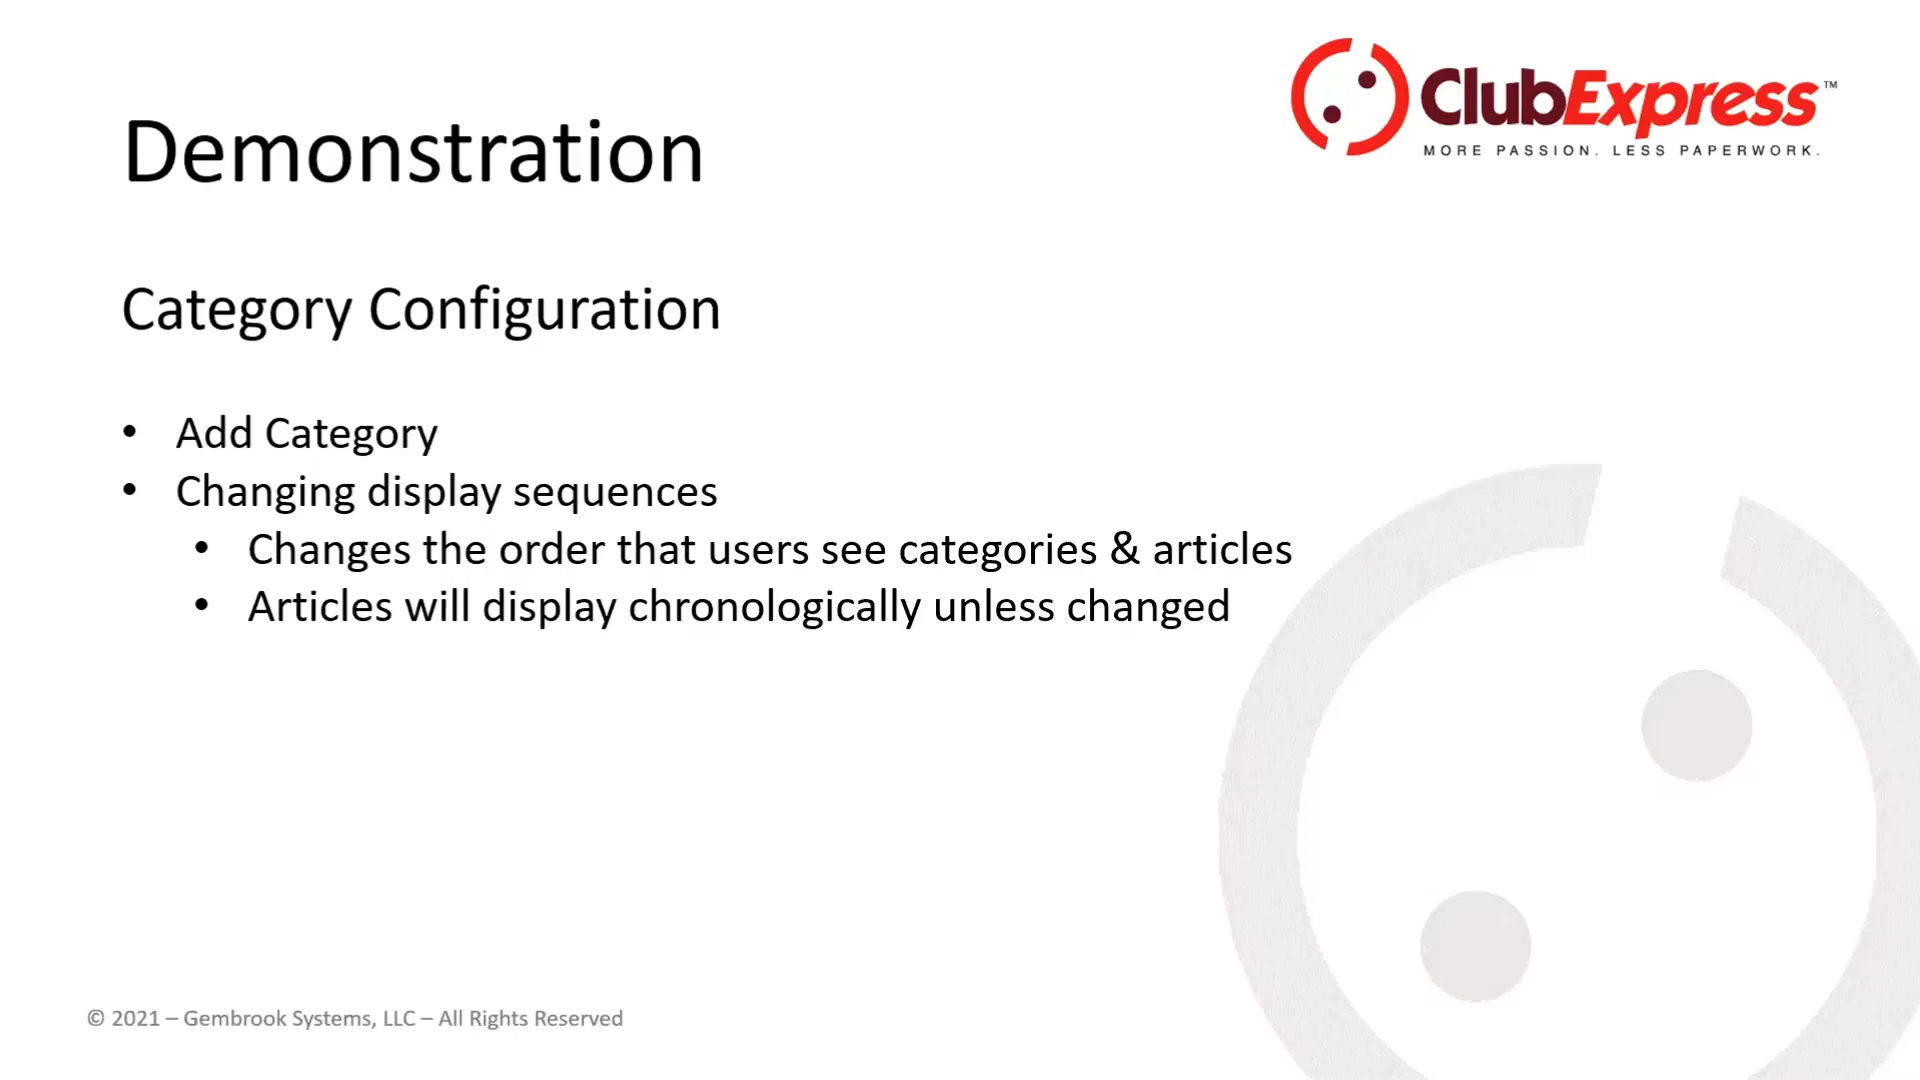 ClubExpress™
MORE PASSION. LESS PAPERWORK.
Demonstration
Category Configuration
• Add Category
• Changing display sequences
• Changes the order that users see categories & articles
• Articles will display chronologically unless changed
© 2021 – Gembrook Systems, LLC – All Rights Reserved